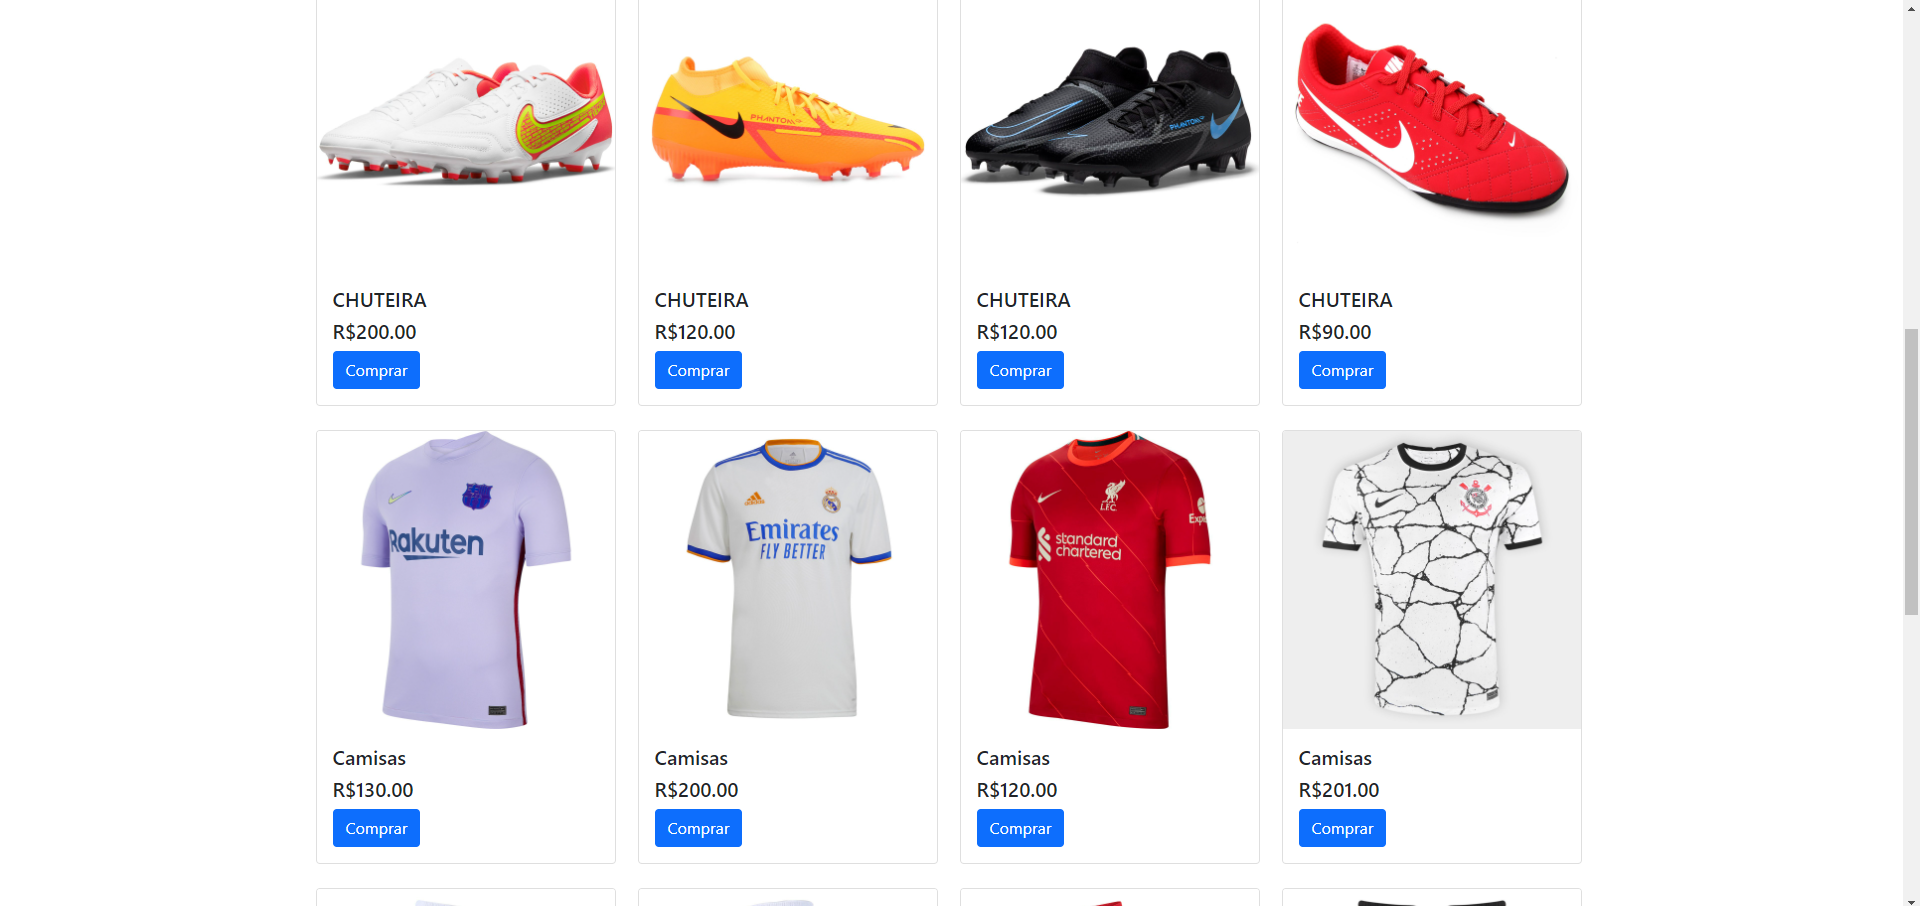 PHANTOM
PHANTOM
CHUTEIRA
R$200.00
Comprar
CHUTEIRA
R$120.00
Comprar
CHUTEIRA
R$120.00
Comprar
CHUTEIRA
R$90.00
Comprar
Rakuten
Emirates
FLY BETTER
L.F.C.
Expe
standard
chartered
Camisas
R$130.00
Comprar
Camisas
R$200.00
Comprar
Camisas
R$120.00
Comprar
Camisas
R$201.00
Comprar